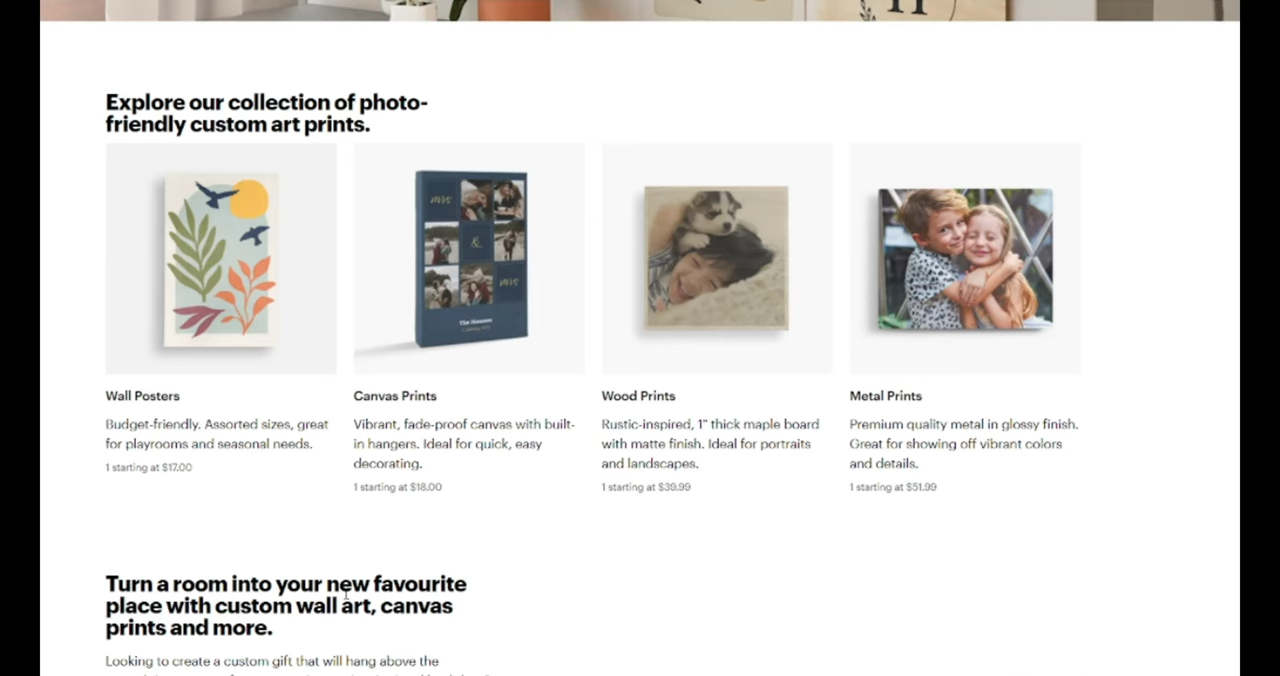 H
Explore our collection of photo-
friendly custom art prints.
mrs
&
mrs
The Hansons
Wall Posters
Budget-friendly. Assorted sizes, great
for playrooms and seasonal needs.
1 starting at $17.00
Canvas Prints
Vibrant, fade-proof canvas with built-
in hangers. Ideal for quick, easy
decorating.
1 starting at $18.00
Wood Prints
Rustic-inspired, 1" thick maple board
with matte finish. Ideal for portraits
and landscapes.
1 starting at $39.99
Metal Prints
Premium quality metal in glossy finish.
Great for showing off vibrant colors
and details.
1 starting at $51.99
Turn a room into your new favourite
place with custom wall art, canvas
prints and more.
Looking to create a custom gift that will hang above the